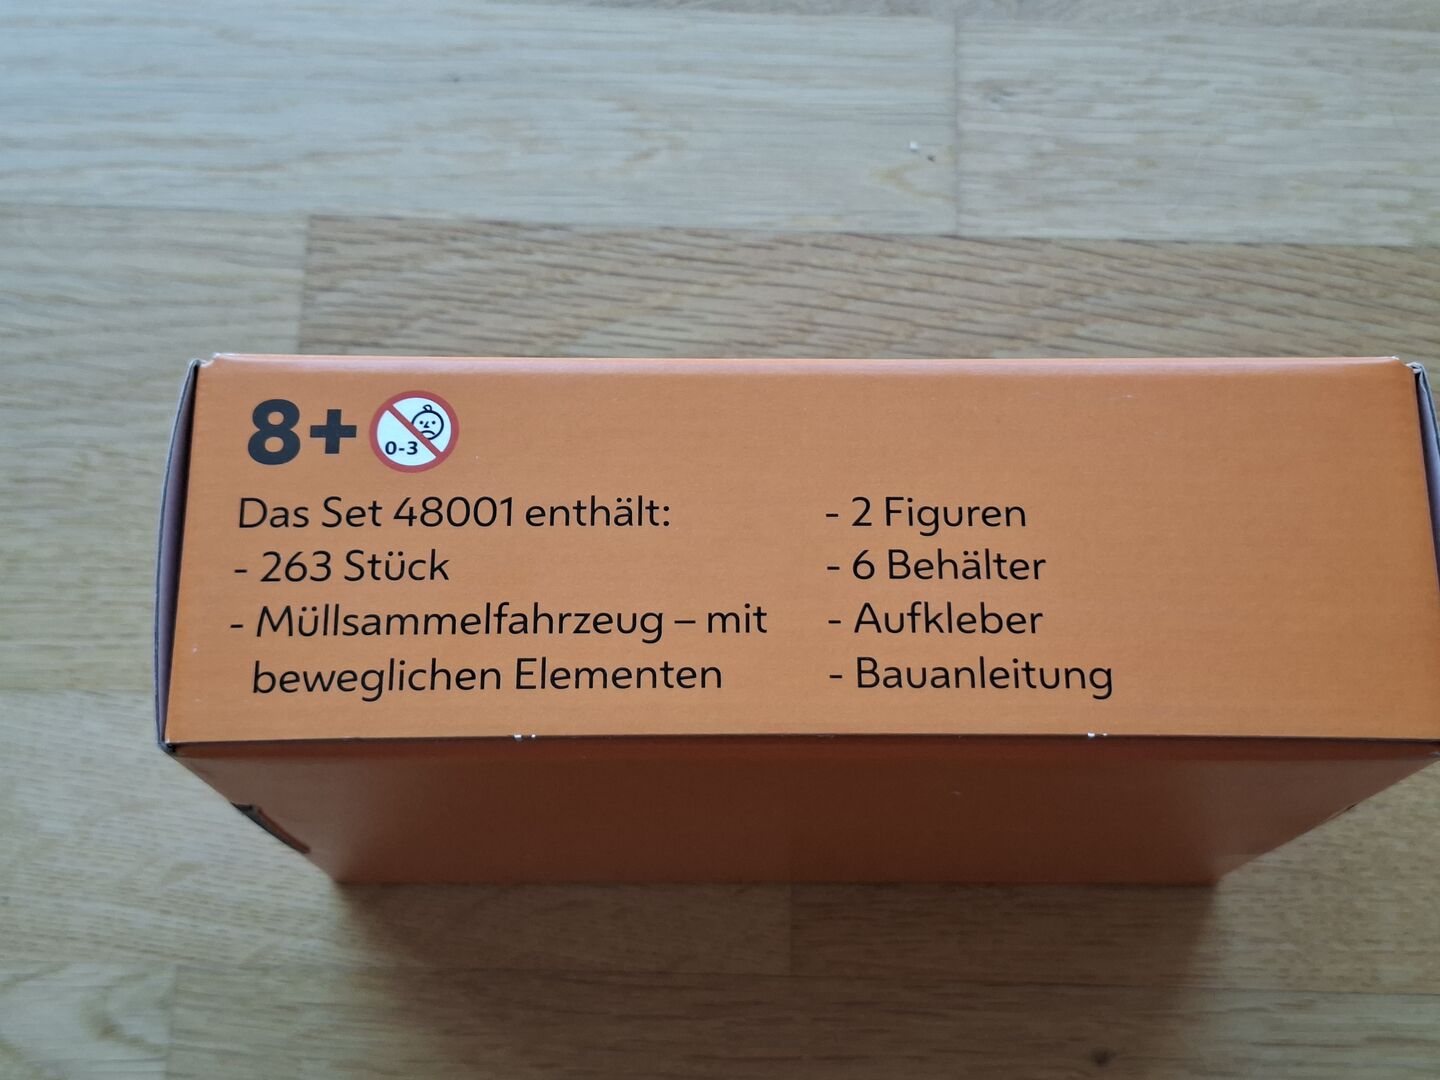 8+
0-3
Das Set 48001 enthält:
- 263 Stück
- Müllsammelfahrzeug – mit
beweglichen Elementen
- 2 Figuren
- 6 Behälter
- Aufkleber
- Bauanleitung